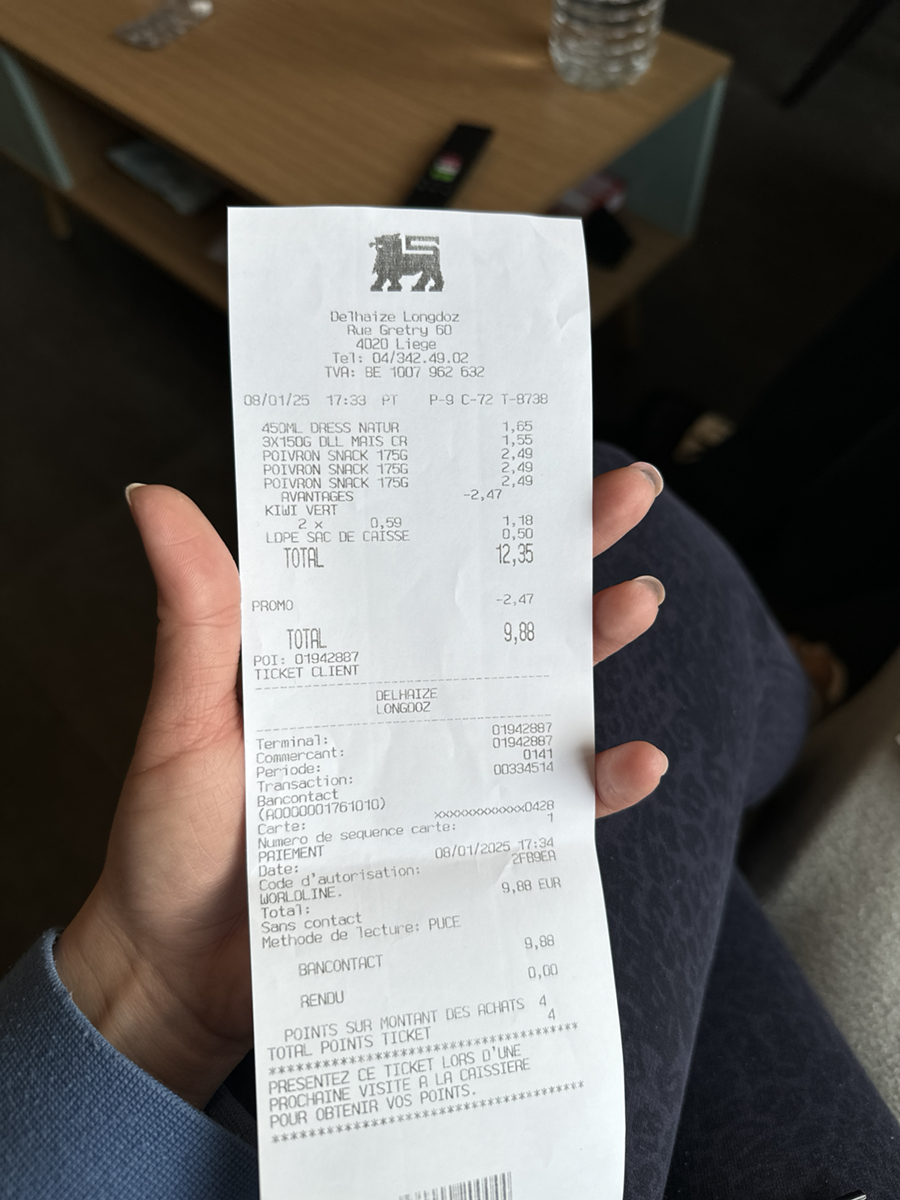 Delhaize Longdoz
Rue Gretry 60
4020 Liege
Tel: 04/342.49.02
TVA: BE 1007 962 632
08/01/25 17:33 PT P-9 C-72 T-8738
450ML DRESS NATUR 1,65
3X150G DLL MAIS CR 1,55
POIVRON SNACK 175G 2,49
POIVRON SNACK 175G 2,49
POIVRON SNACK 175G 2,49
AVANTAGES -2,47
KIWI VERT
2 x 0,59 1,18
LDPE SAC DE CAISSE 0,50
TOTAL 12,35
PROMO -2,47
TOTAL 9,88
POI: 01942887
TICKET CLIENT
DELHAIZE
LONGDOZ
Terminal: 01942887
Commercant: 01942887
Periode: 0141
Transaction: 00334514
Bancontact
(A0000001761010)
Carte: xxxxxxxxxxxxx0428
Numero de sequence carte: 1
PAIEMENT
Date: 08/01/2025 17:34
Code d'autorisation: 2FB9EA
WORLDLINE.
Total: 9,88 EUR
Sans contact
Methode de lecture: PUCE
BANCONTACT 9,88
RENDU 0,00
POINTS SUR MONTANT DES ACHATS 4
TOTAL POINTS TICKET 4
************************************
PRESENTEZ CE TICKET LORS D'UNE
PROCHAINE VISITE A LA CAISSIERE
POUR OBTENIR VOS POINTS.
************************************